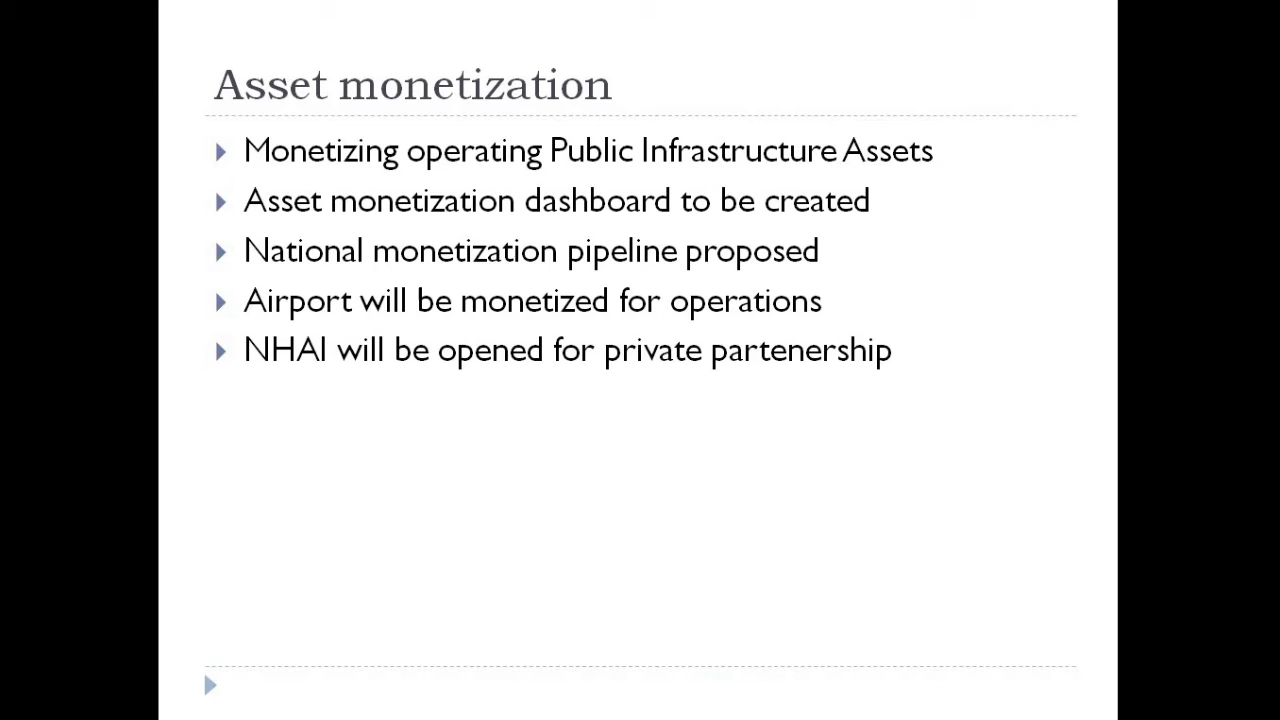 Asset monetization
Monetizing operating Public Infrastructure Assets
Asset monetization dashboard to be created
National monetization pipeline proposed
Airport will be monetized for operations
NHAI will be opened for private partenership